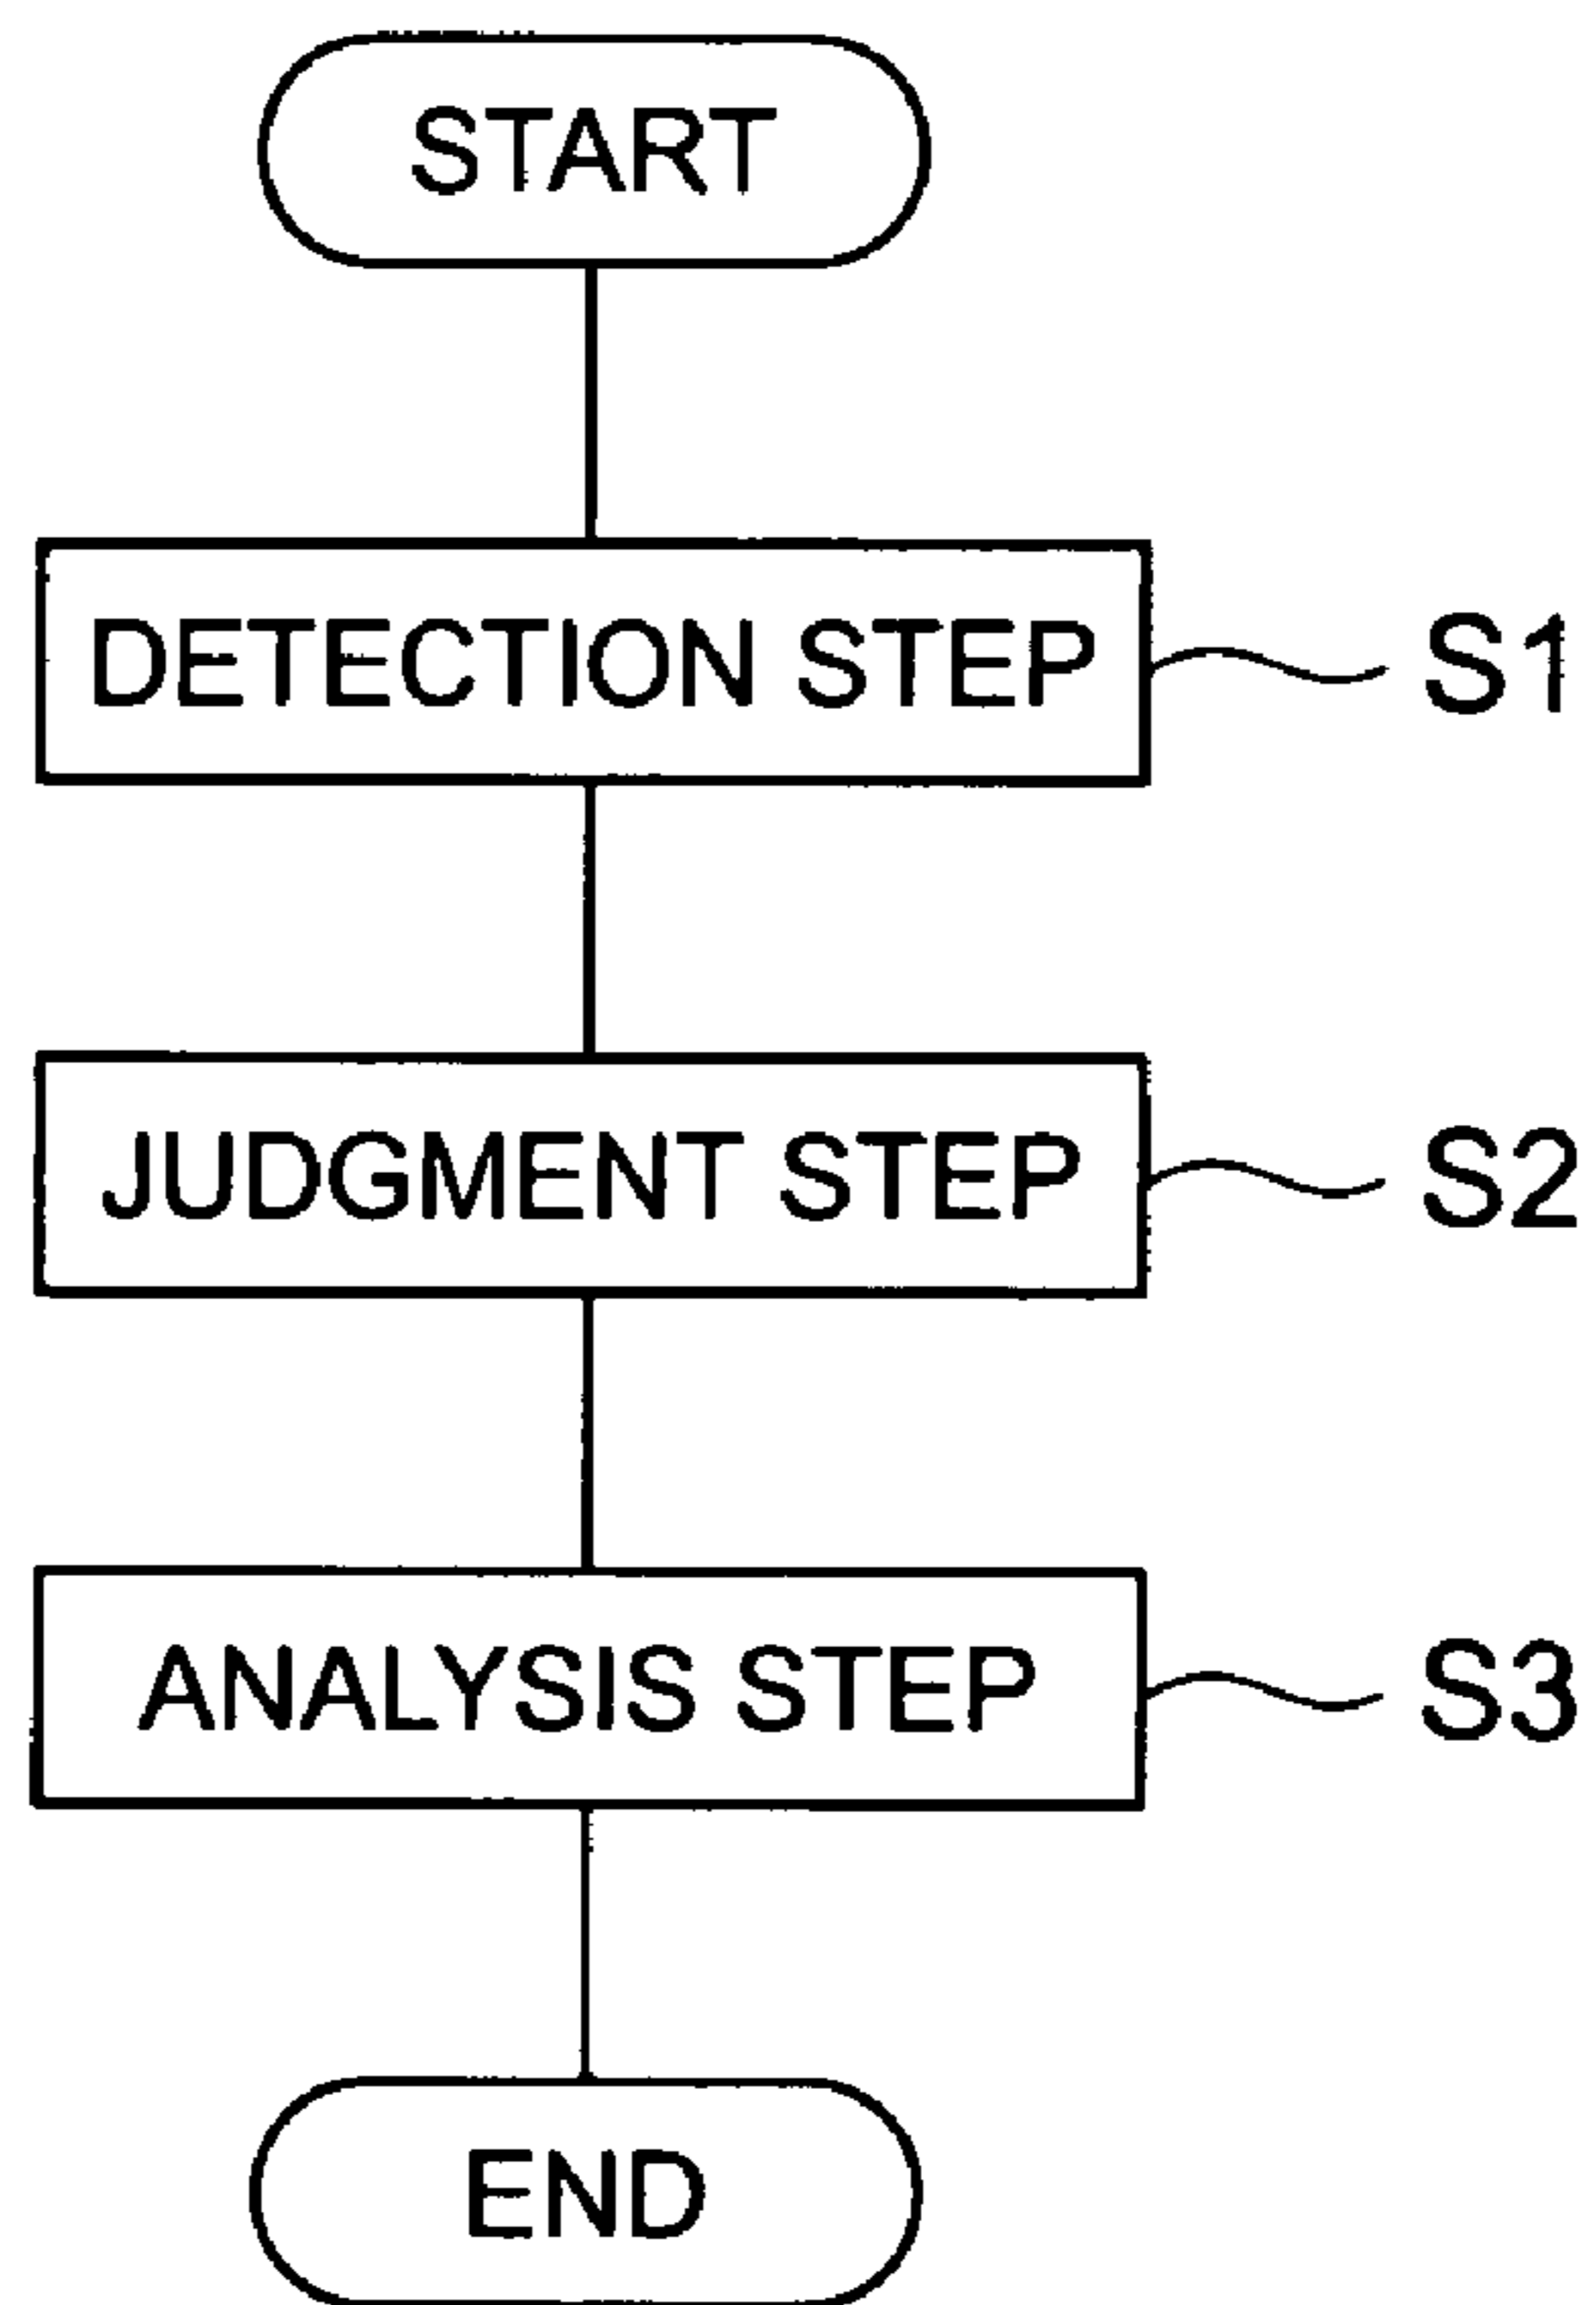 START
DETECTION STEP S1
JUDGMENT STEP S2
ANALYSIS STEP S3
END